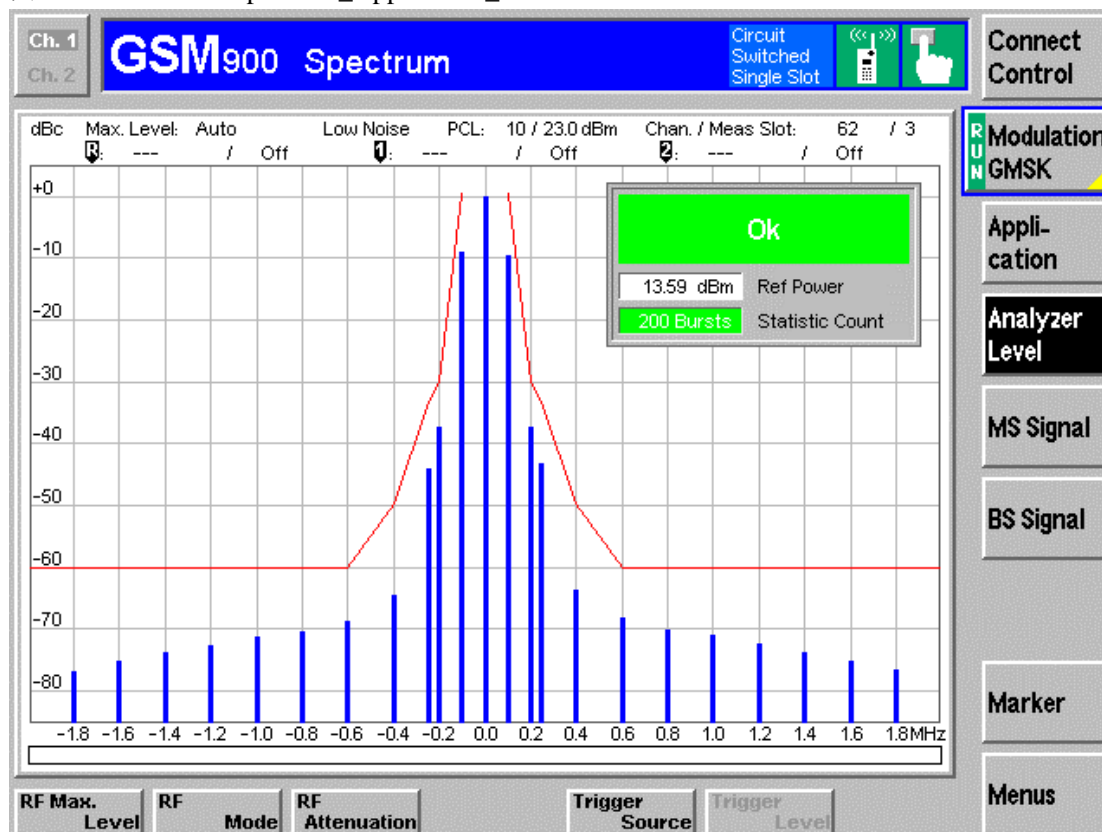 Ch. 1
Ch. 2
GSM900 Spectrum
Circuit
Switched
Single Slot
Connect
Control
dBc Max. Level: Auto Low Noise PCL: 10 / 23.0 dBm Chan. / Meas Slot: 62 / 3
R: --- / Off 1: --- / Off 2: --- / Off
RUN
Modulation
GMSK
+0
-10
-20
-30
-40
-50
-60
-70
-80
Ok
13.59 dBm Ref Power
200 Bursts Statistic Count
Appli-
cation
Analyzer
Level
MS Signal
BS Signal
-1.8 -1.6 -1.4 -1.2 -1.0 -0.8 -0.6 -0.4 -0.2 0.0 0.2 0.4 0.6 0.8 1.0 1.2 1.4 1.6 1.8MHz
Marker
Menus
RF Max.
Level
RF
Mode
RF
Attenuation
Trigger
Source
Trigger
Level